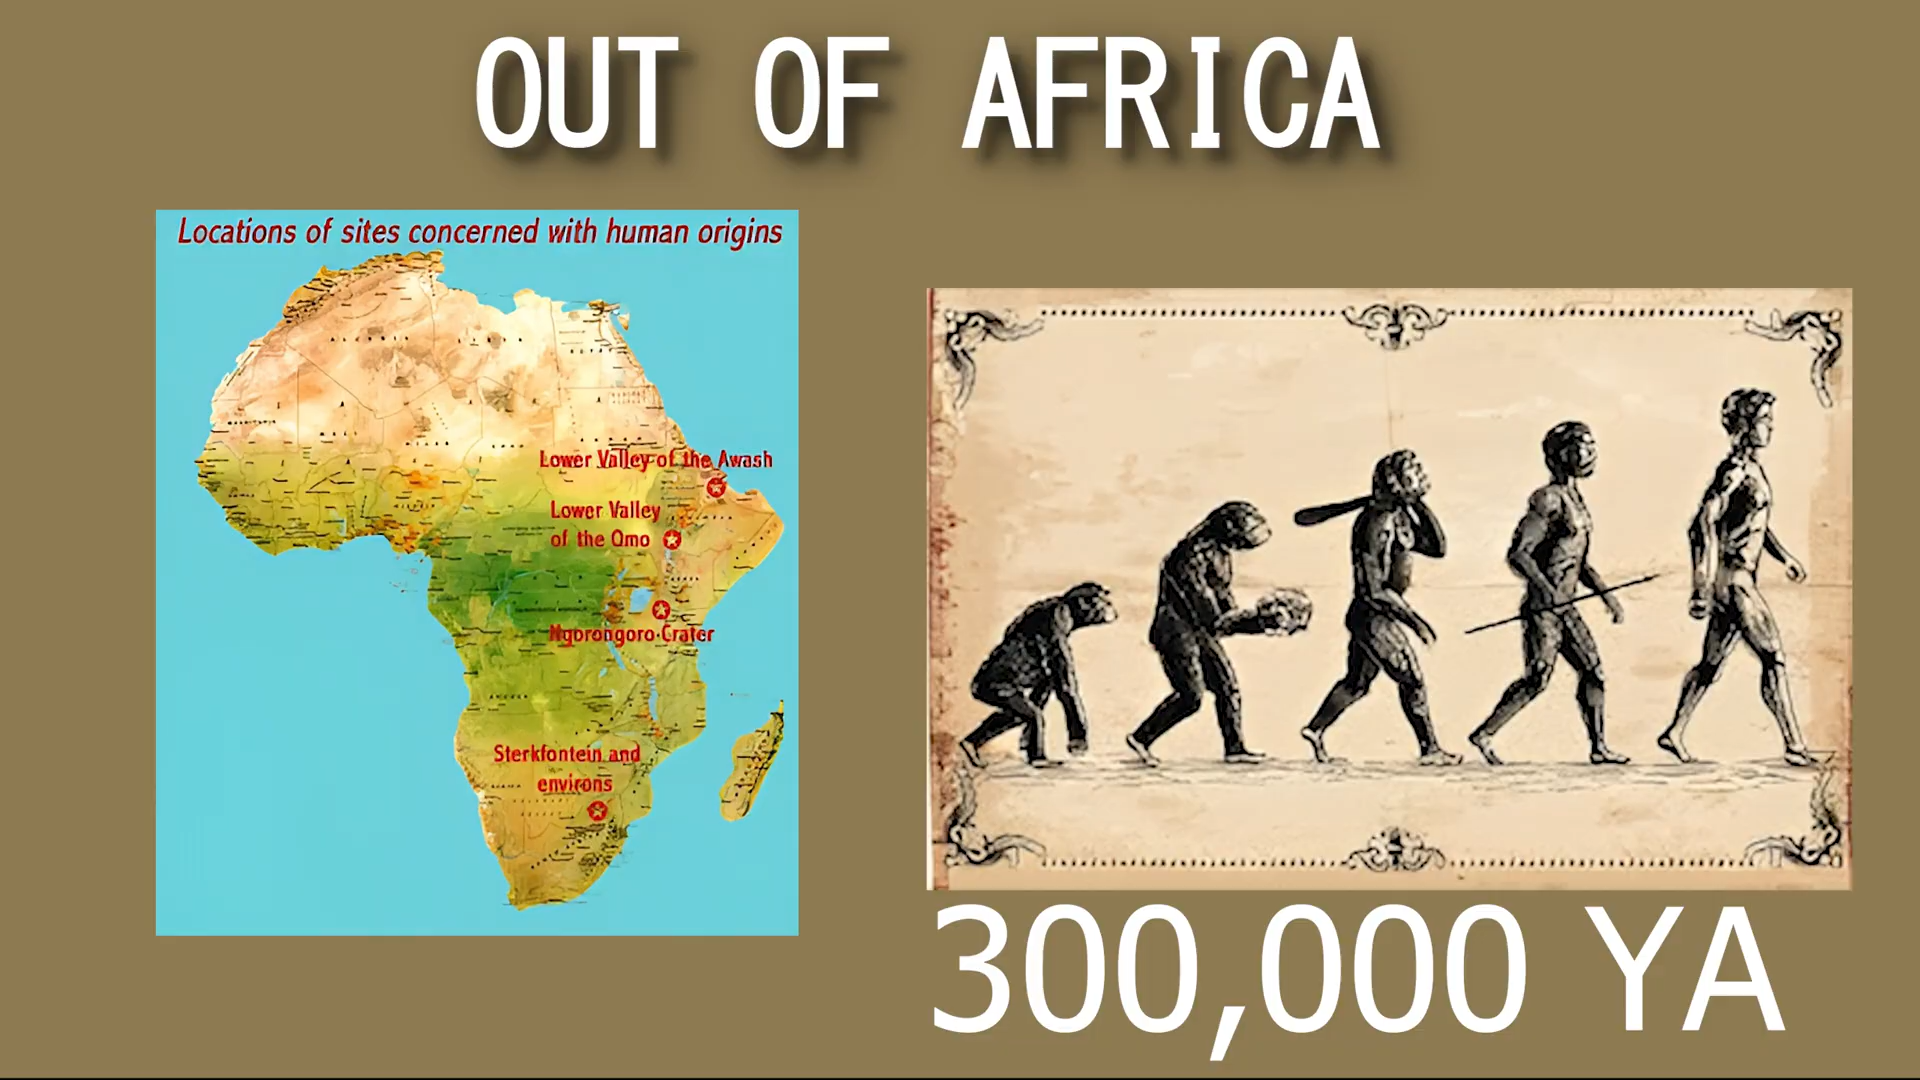 OUT OF AFRICA
Locations of sites concerned with human origins
Lower Valley of the Awash
Lower Valley
of the Omo
Ngorongoro Crater
Sterkfontein and
environs
300,000 YA